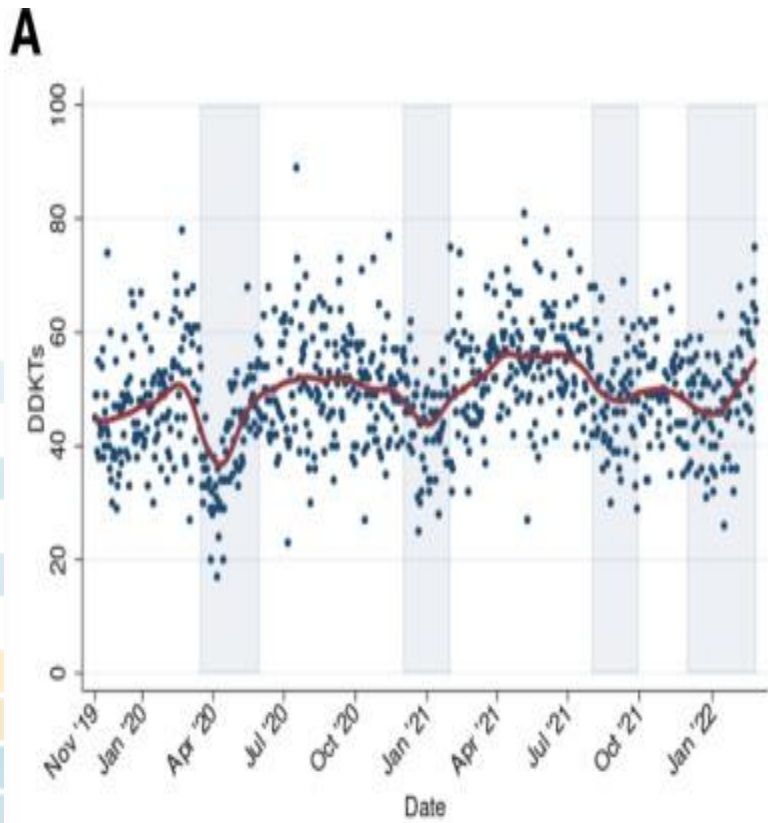 A
100
80
60
40
20
0
DDKTs
Nov '19
Jan '20
Apr '20
Jul '20
Oct '20
Jan '21
Apr '21
Jul '21
Oct '21
Jan '22
Date